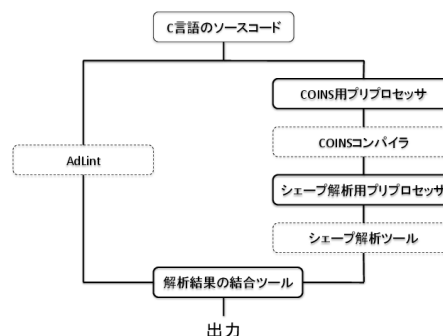 C言語のソースコード
COINS用プリプロセッサ
COINSコンパイラ
AdLint
シェープ解析用プリプロセッサ
シェープ解析ツール
解析結果の結合ツール
出力